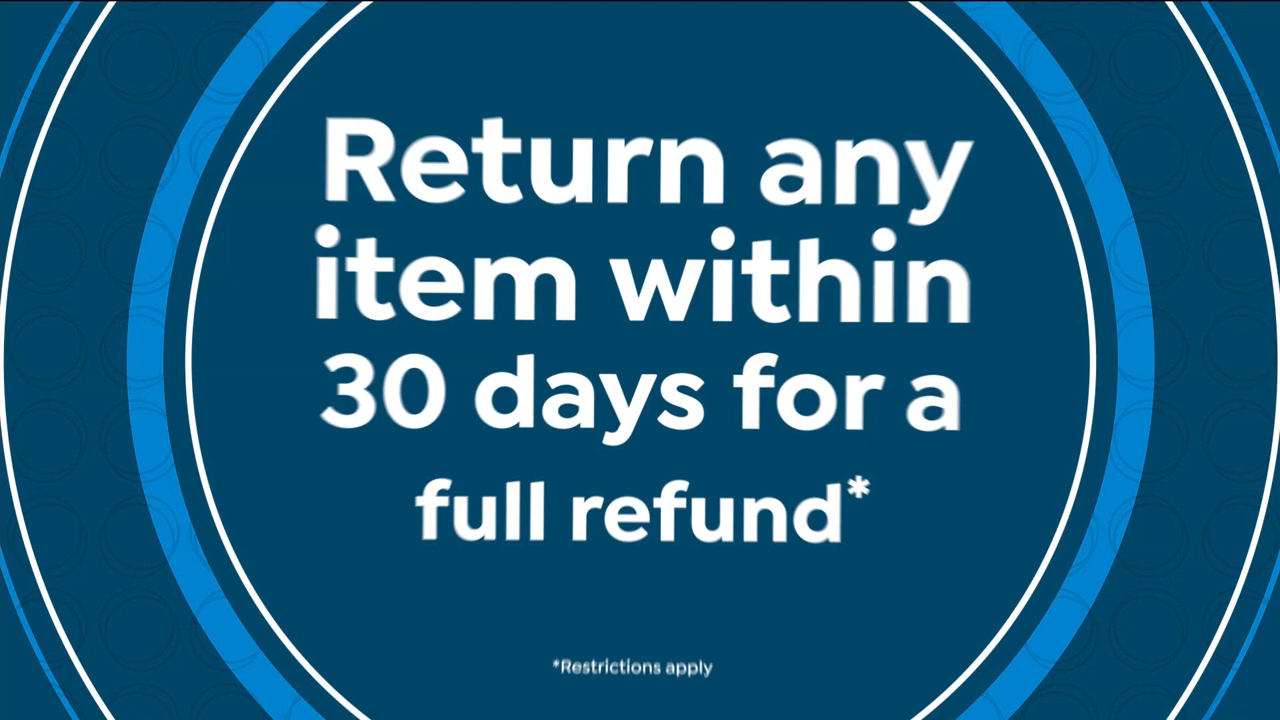 Return any
item within
30 days for a
full refund*
*Restrictions apply